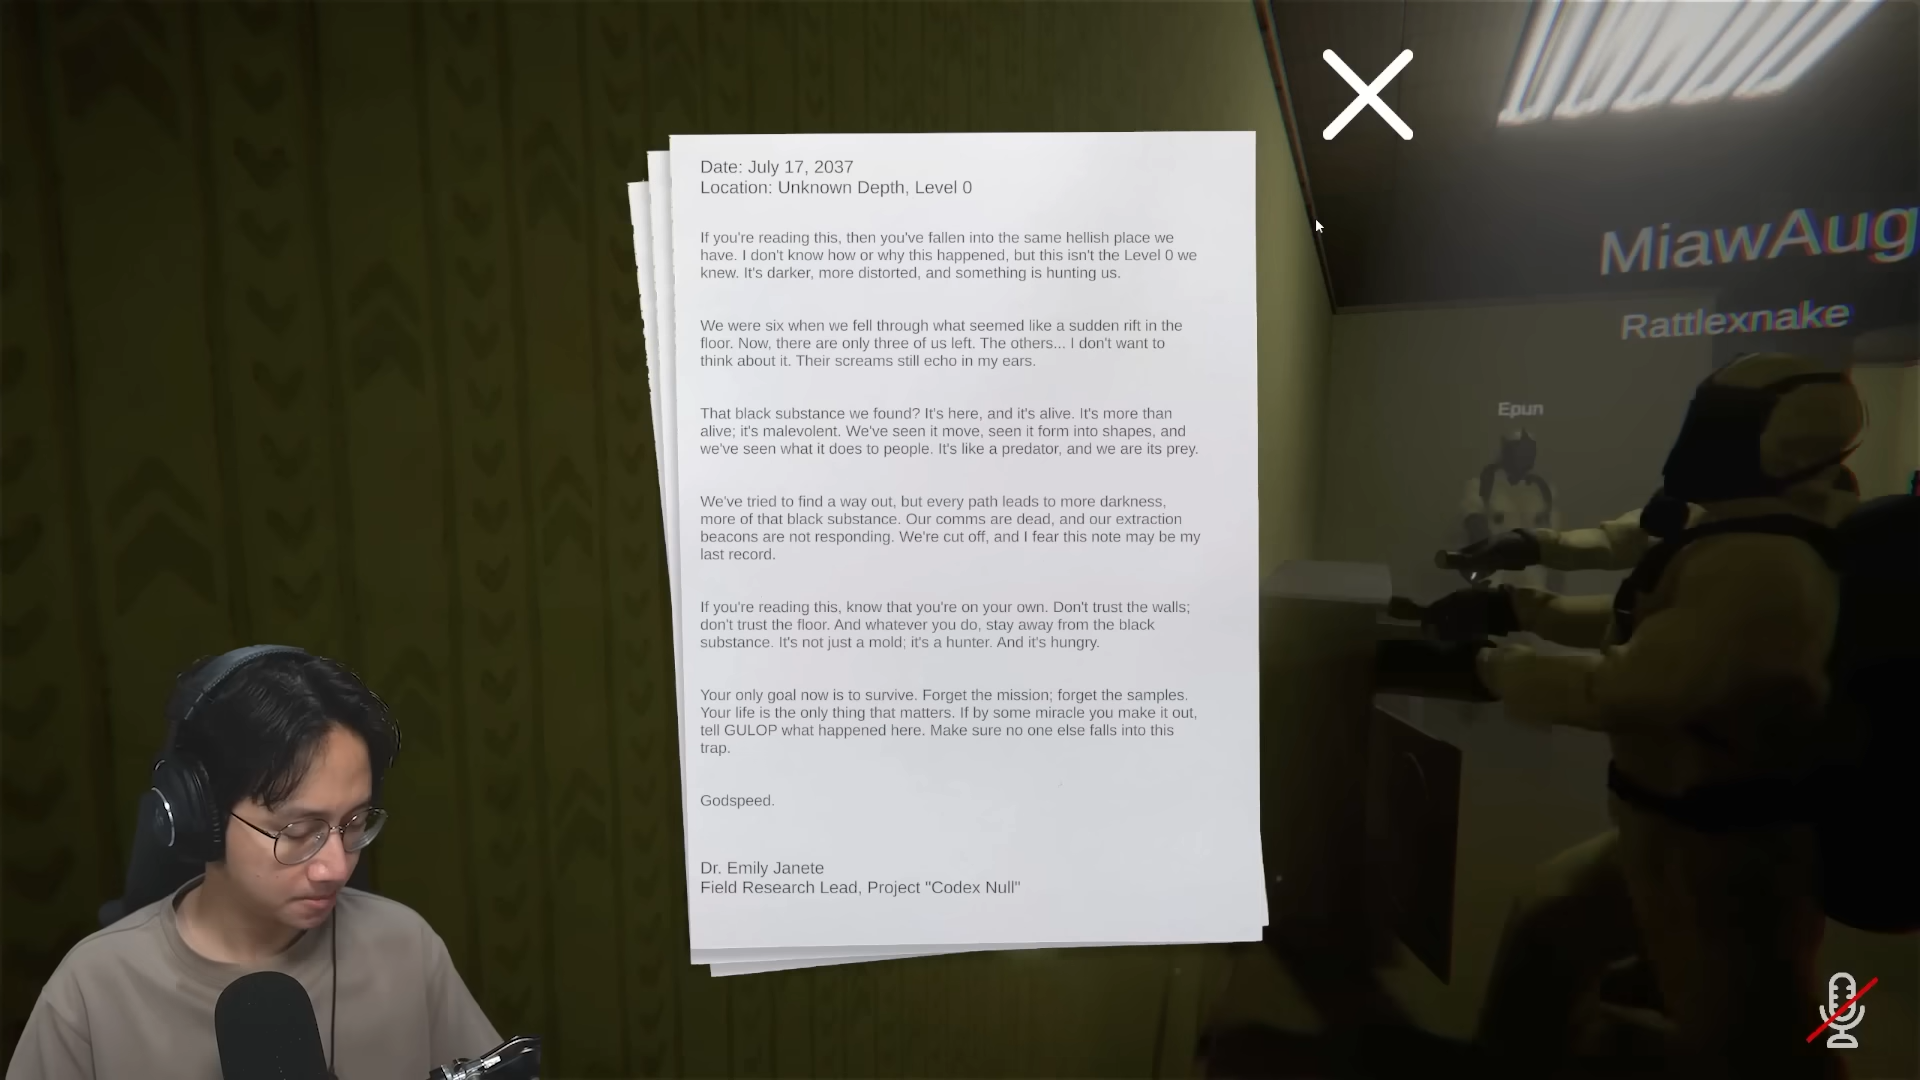 Date: July 17, 2037
Location: Unknown Depth, Level 0
If you're reading this, then you've fallen into the same hellish place we
have. I don't know how or why this happened, but this isn't the Level 0 we
knew. It's darker, more distorted, and something is hunting us.
We were six when we fell through what seemed like a sudden rift in the
floor. Now, there are only three of us left. The others... I don't want to
think about it. Their screams still echo in my ears.
That black substance we found? It's here, and it's alive. It's more than
alive; it's malevolent. We've seen it move, seen it form into shapes, and
we've seen what it does to people. It's like a predator, and we are its prey.
We've tried to find a way out, but every path leads to more darkness,
more of that black substance. Our comms are dead, and our extraction
beacons are not responding. We're cut off, and I fear this note may be my
last record.
If you're reading this, know that you're on your own. Don't trust the walls;
don't trust the floor. And whatever you do, stay away from the black
substance. It's not just a mold; it's a hunter. And it's hungry.
Your only goal now is to survive. Forget the mission; forget the samples.
Your life is the only thing that matters. If by some miracle you make it out,
tell GULOP what happened here. Make sure no one else falls into this
trap.
Godspeed.
Dr. Emily Janete
Field Research Lead, Project "Codex Null"
MiawAug
Rattlexnake
Epun